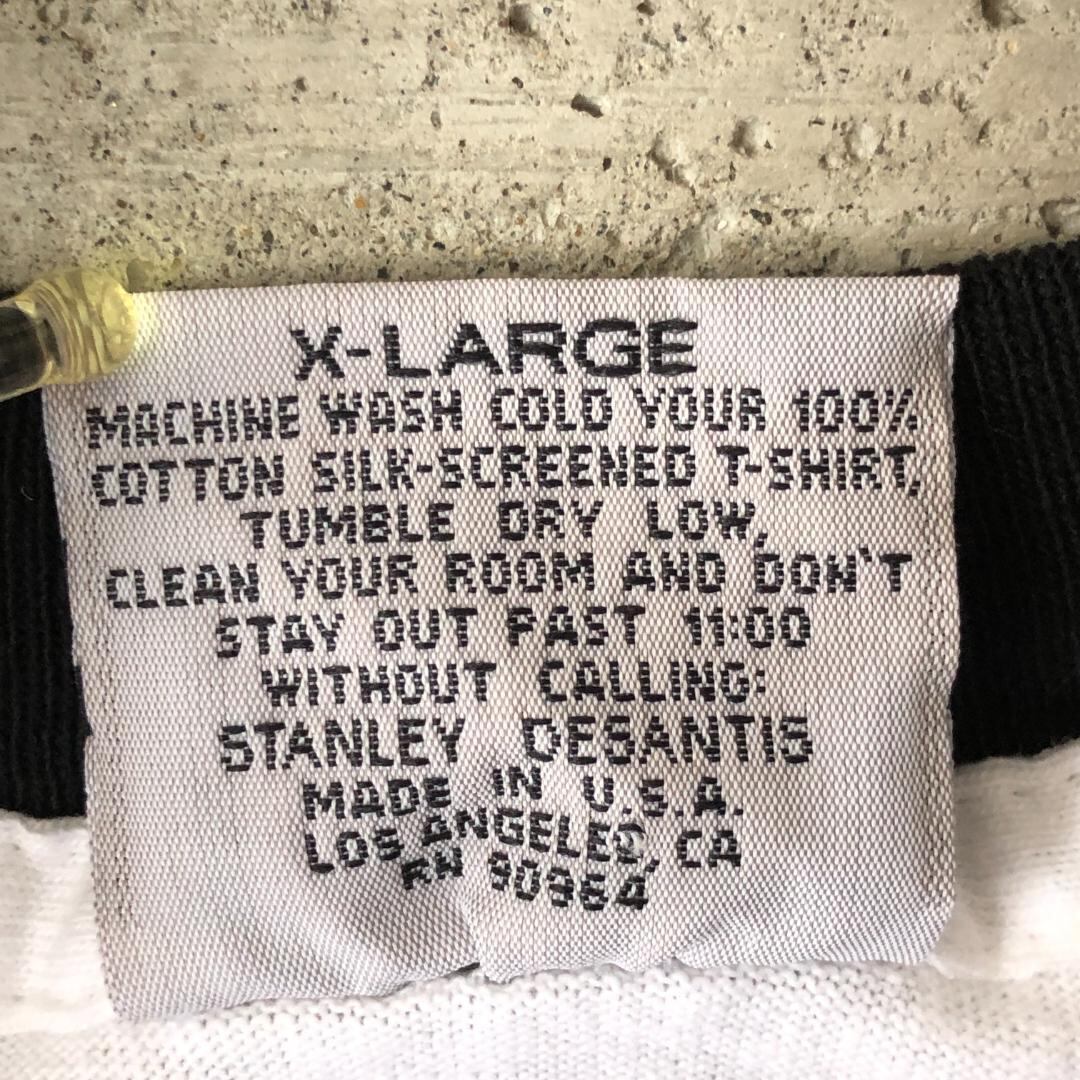 X-LARGE
MACHINE WASH COLD YOUR 100%
COTTON SILK-SCREENED T-SHIRT,
TUMBLE DRY LOW,
CLEAN YOUR ROOM AND DON'T
STAY OUT PAST 11:00
WITHOUT CALLING:
STANLEY DESANTIS
MADE IN U.S.A.
LOS ANGELES, CA
RN 90964